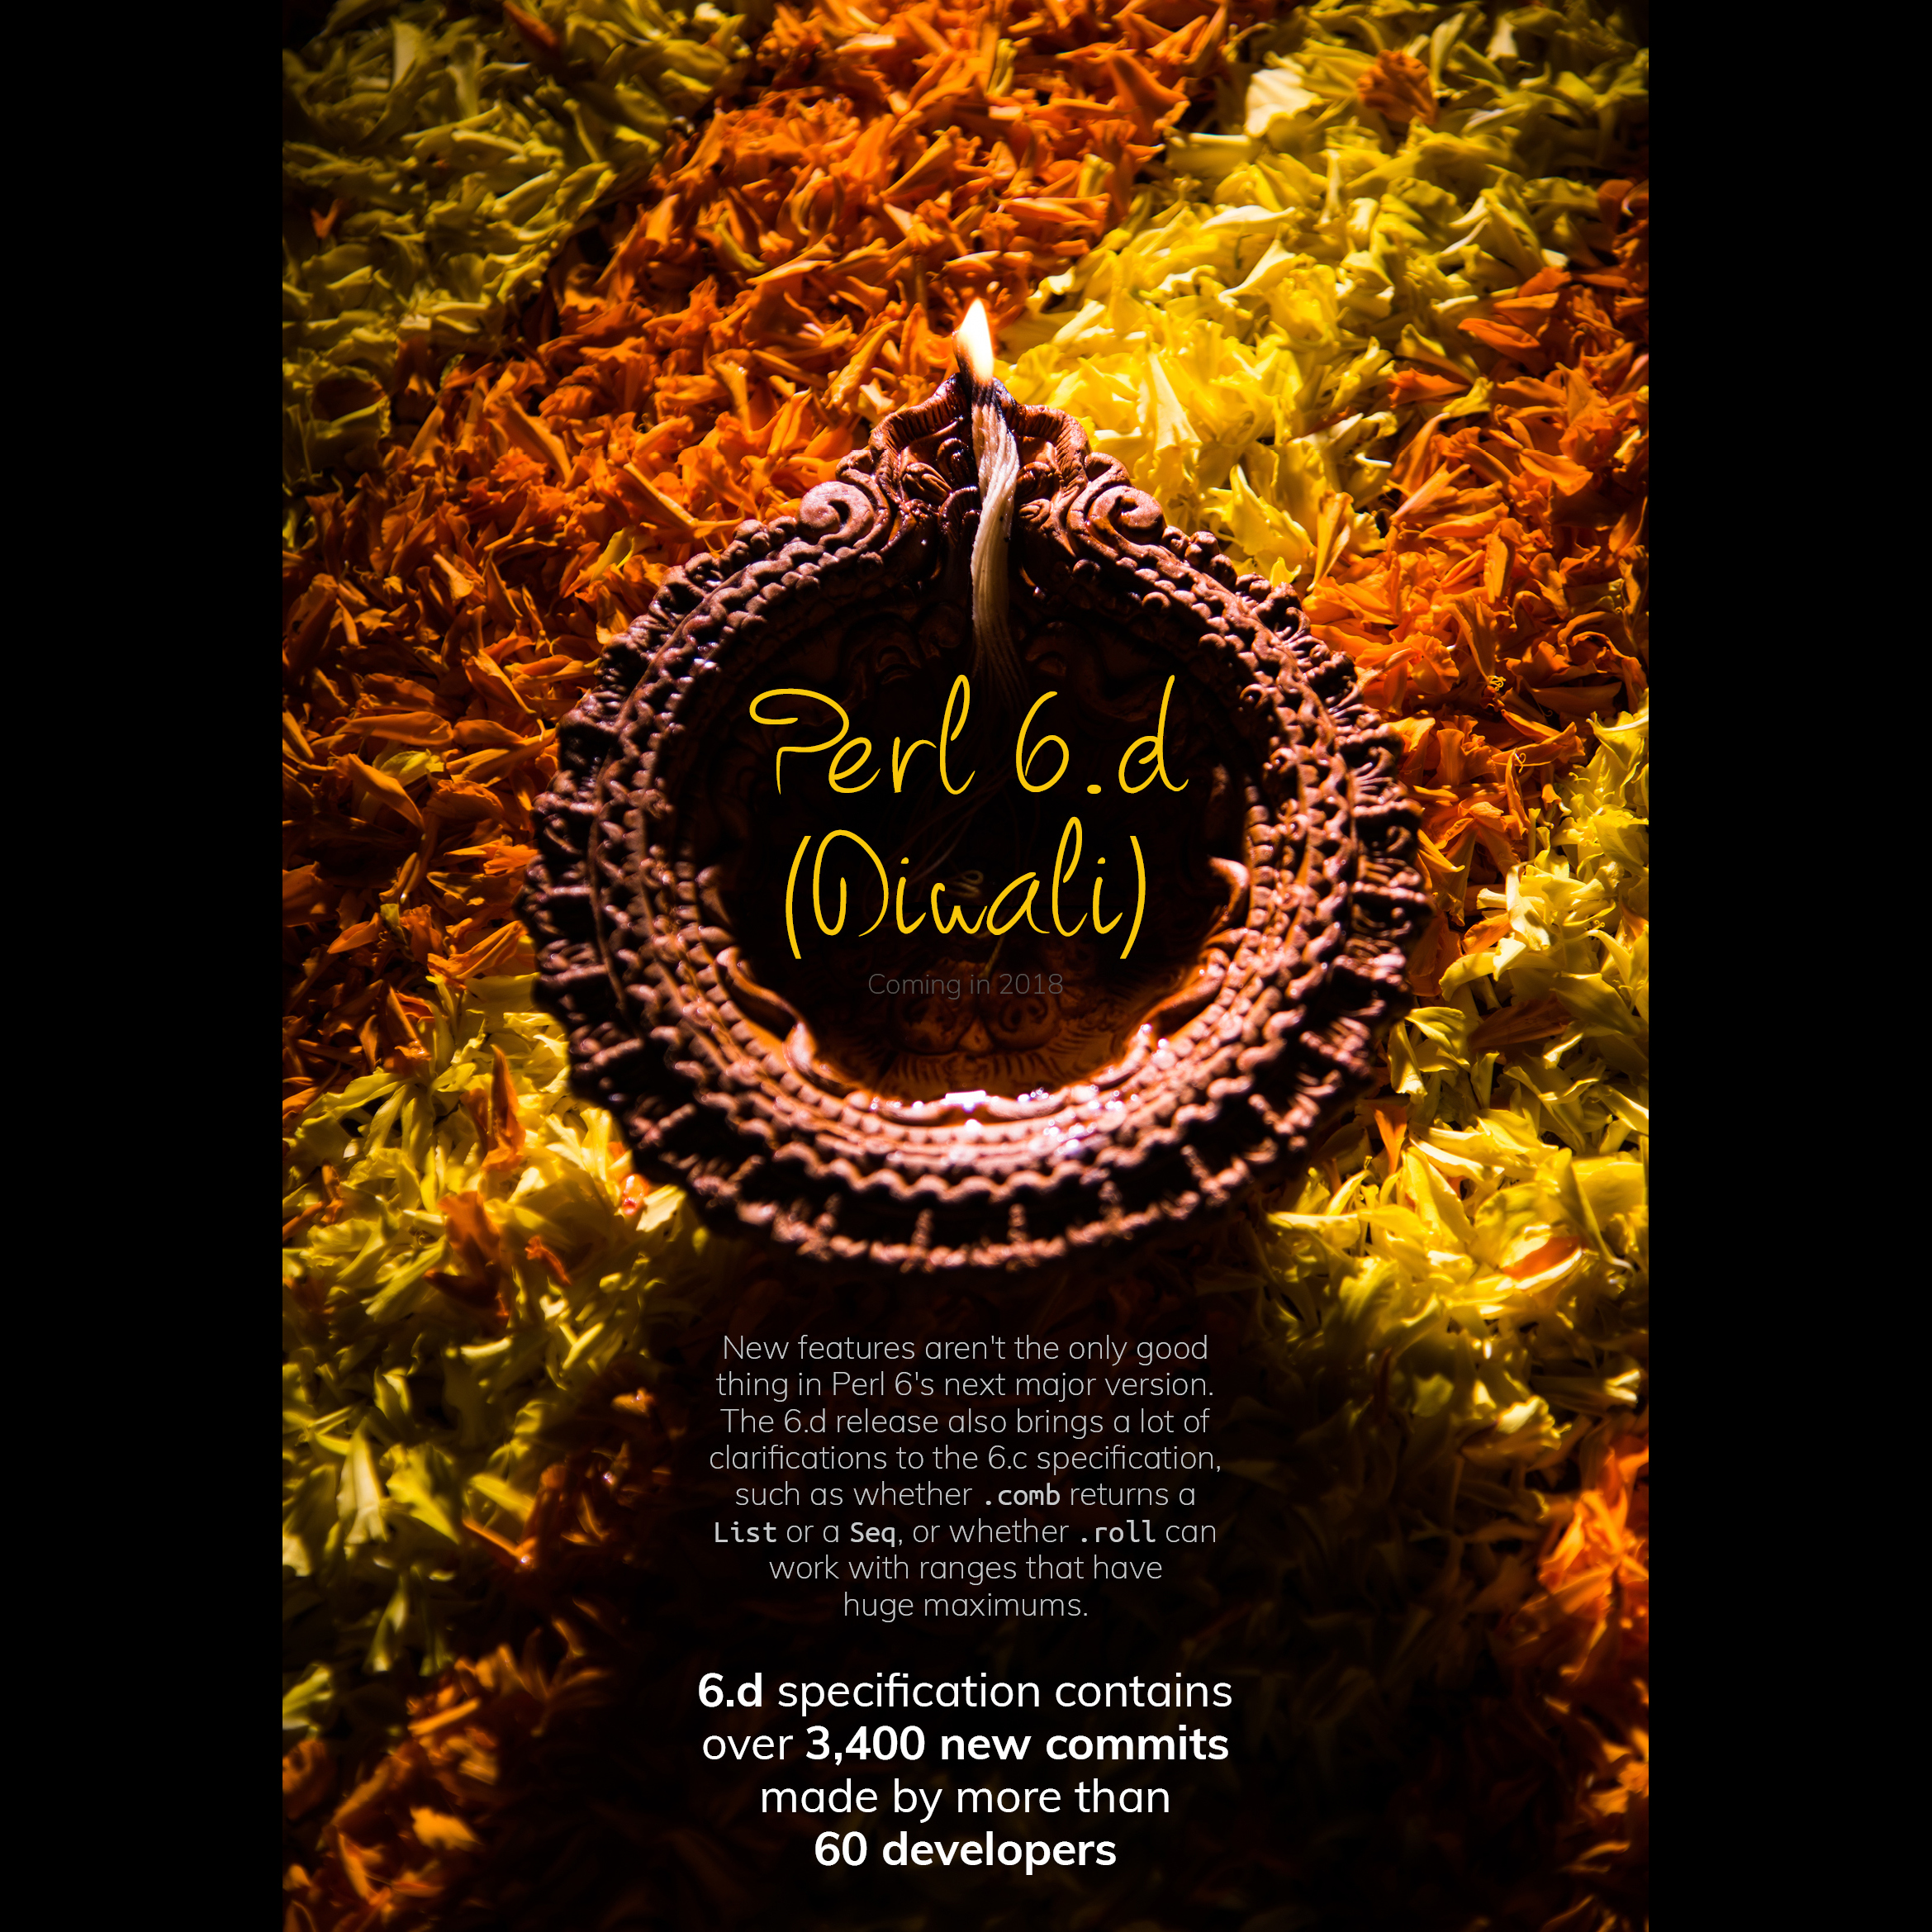 Perl 6.d
(Diwali)
Coming in 2018
New features aren't the only good
thing in Perl 6's next major version.
The 6.d release also brings a lot of
clarifications to the 6.c specification,
such as whether .comb returns a
List or a Seq, or whether .roll can
work with ranges that have
huge maximums.
6.d specification contains
over 3,400 new commits
made by more than
60 developers